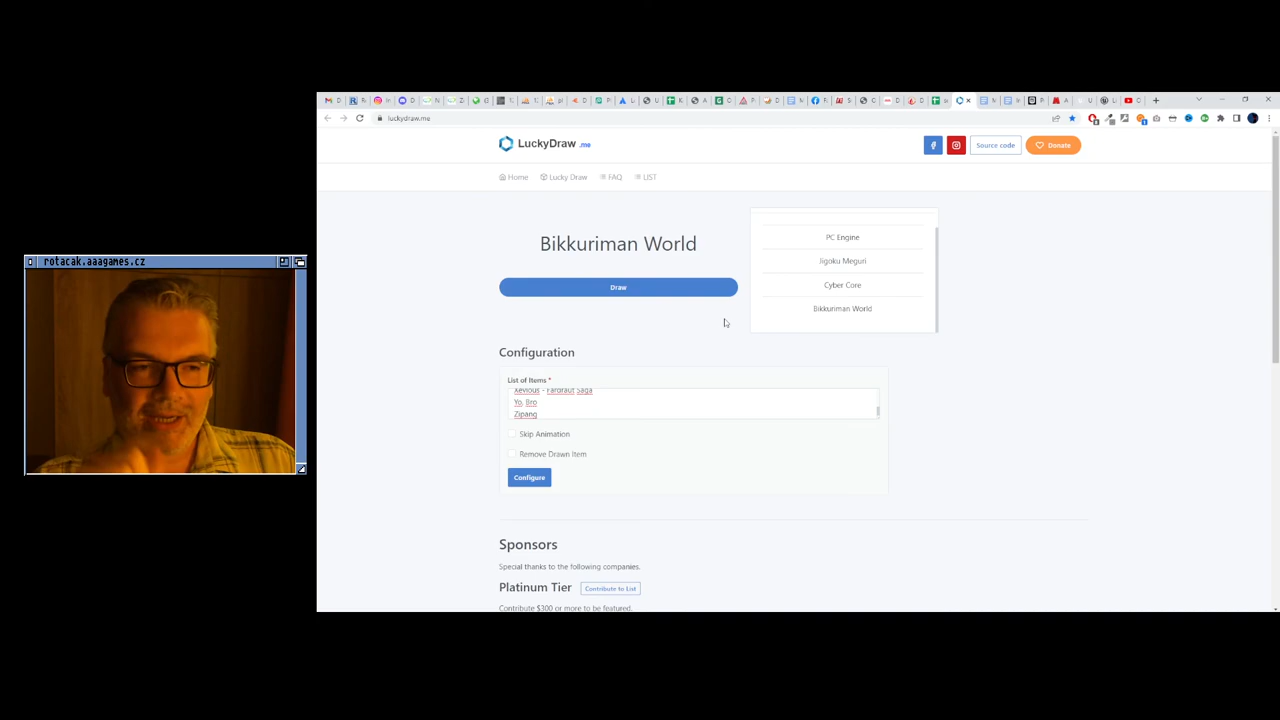 rotacak.aaagames.cz
luckydraw.me
LuckyDraw .me
Source code
Donate
Home
Lucky Draw
FAQ
LIST
Bikkuriman World
Draw
PC Engine
Jigoku Meguri
Cyber Core
Bikkuriman World
Configuration
List of Items *
Xevious - Fardraut Saga
Yo, Bro
Zipang
Skip Animation
Remove Drawn Item
Configure
Sponsors
Special thanks to the following companies.
Platinum Tier
Contribute to List
Contribute $300 or more to be featured.